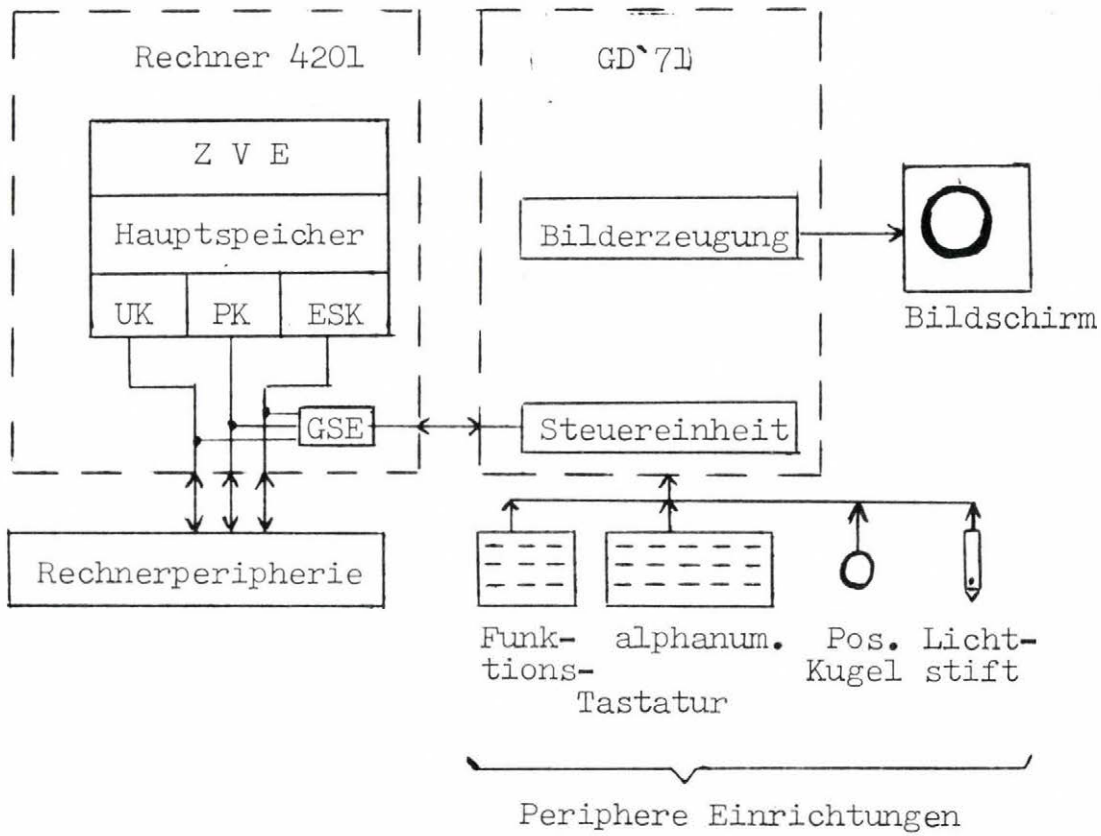 Rechner 4201
GD`71
Z V E
Hauptspeicher
UK PK ESK
GSE
Bilderzeugung
Bildschirm
Steuereinheit
Rechnerperipherie
Funk-
tions-
alphanum.
Tastatur
Pos.
Kugel
Licht-
stift
Periphere Einrichtungen